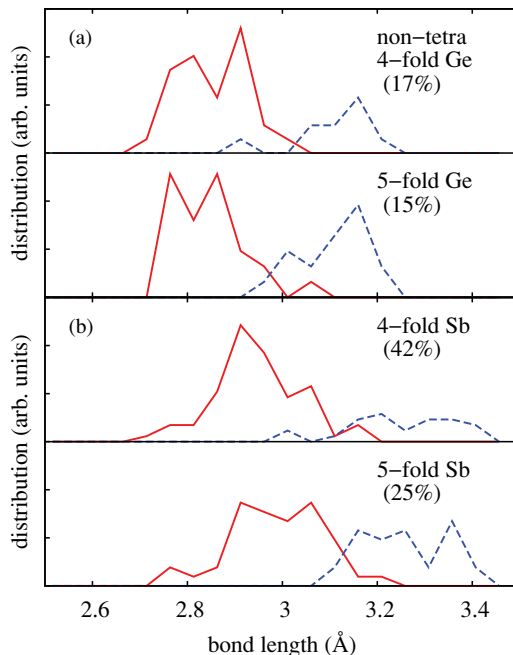 (a)
non−tetra
4−fold Ge
(17%)
distribution (arb. units)
5−fold Ge
(15%)
(b)
4−fold Sb
(42%)
distribution (arb. units)
5−fold Sb
(25%)
2.6 2.8 3 3.2 3.4
bond length (Å)